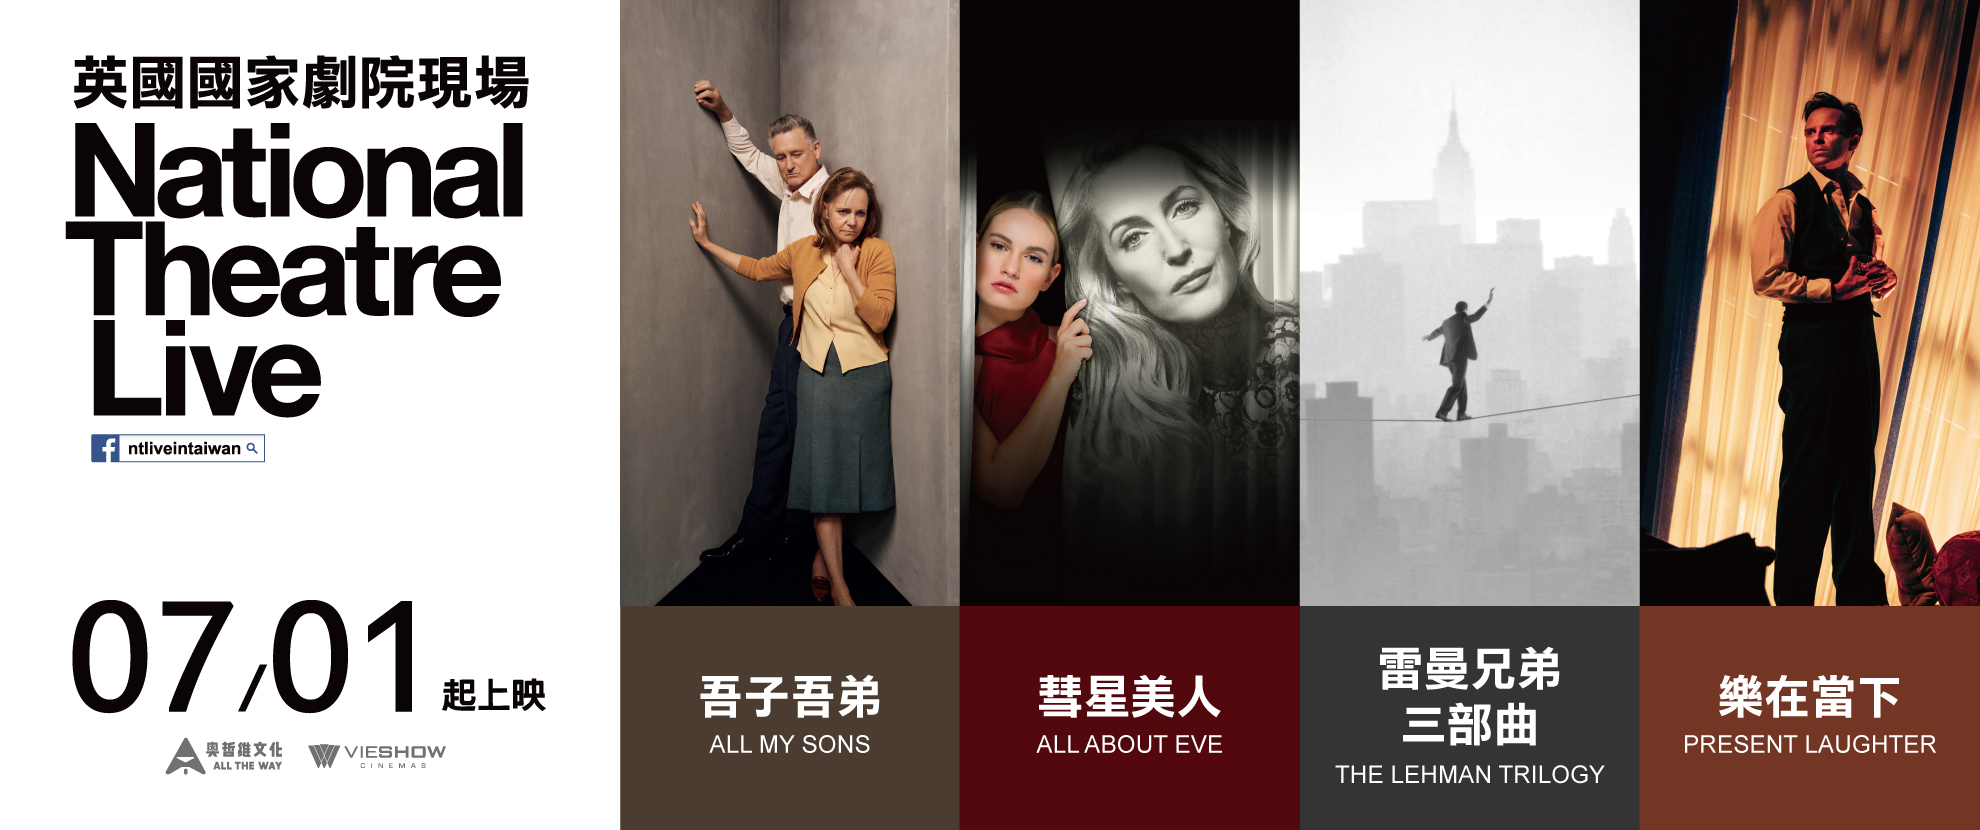 英國國家劇院現場
National
Theatre
Live
ntliveintaiwan
07/01 起上映
奧哲維文化
ALL THE WAY
VIESHOW
CINEMAS
吾子吾弟
ALL MY SONS
彗星美人
ALL ABOUT EVE
雷曼兄弟
三部曲
THE LEHMAN TRILOGY
樂在當下
PRESENT LAUGHTER